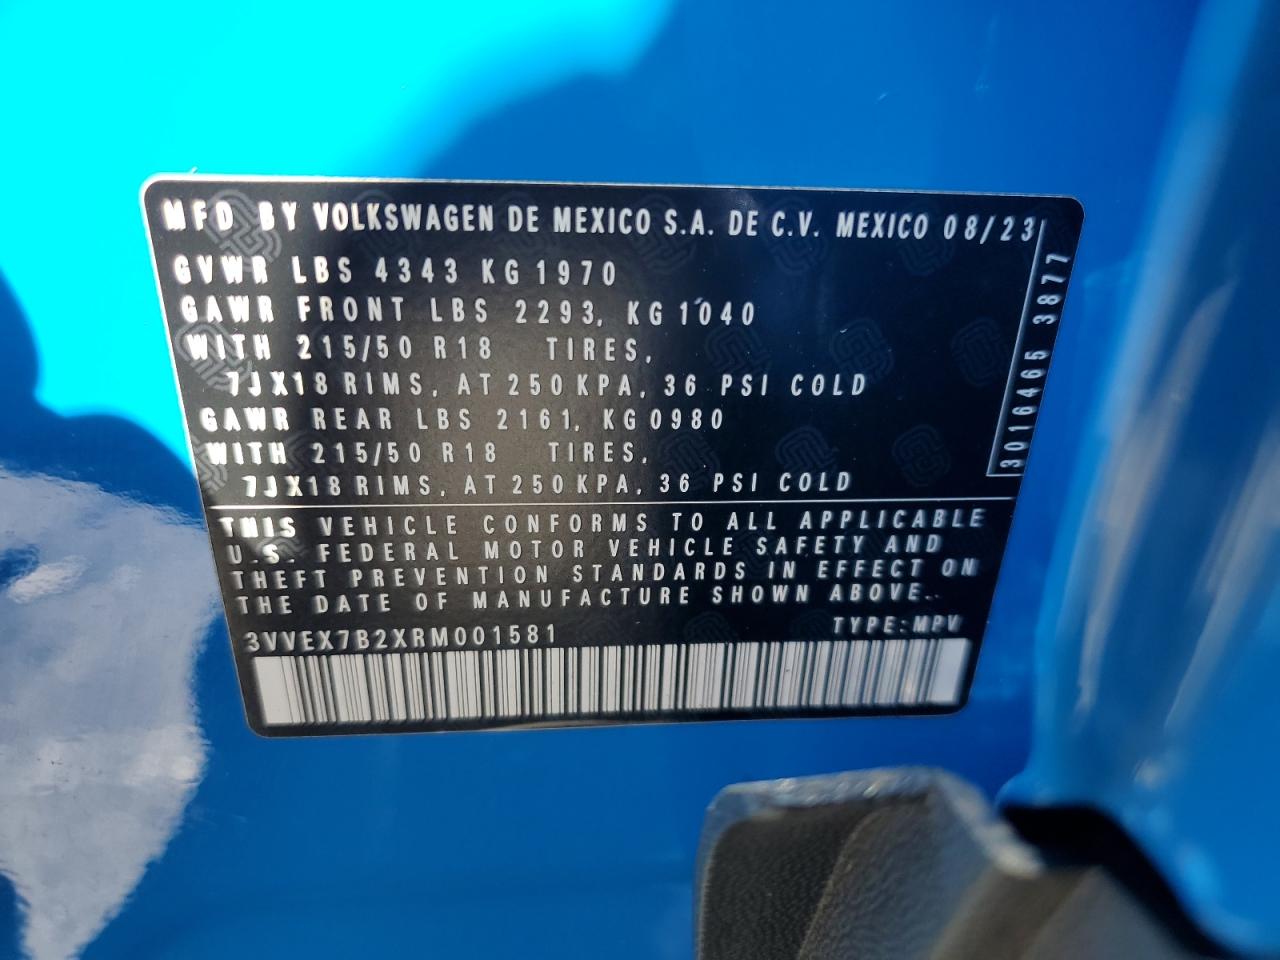 MFD BY VOLKSWAGEN DE MEXICO S.A. DE C.V. MEXICO 08/23
GVWR LBS 4343 KG 1970
GAWR FRONT LBS 2293, KG 1040
WITH 215/50 R18 TIRES,
7JX18 RIMS, AT 250 KPA, 36 PSI COLD
GAWR REAR LBS 2161, KG 0980
WITH 215/50 R18 TIRES,
7JX18 RIMS, AT 250 KPA, 36 PSI COLD
3016465 3877
THIS VEHICLE CONFORMS TO ALL APPLICABLE
U.S. FEDERAL MOTOR VEHICLE SAFETY AND
THEFT PREVENTION STANDARDS IN EFFECT ON
THE DATE OF MANUFACTURE SHOWN ABOVE..
3VVEX7B2XRM001581 TYPE:MPV